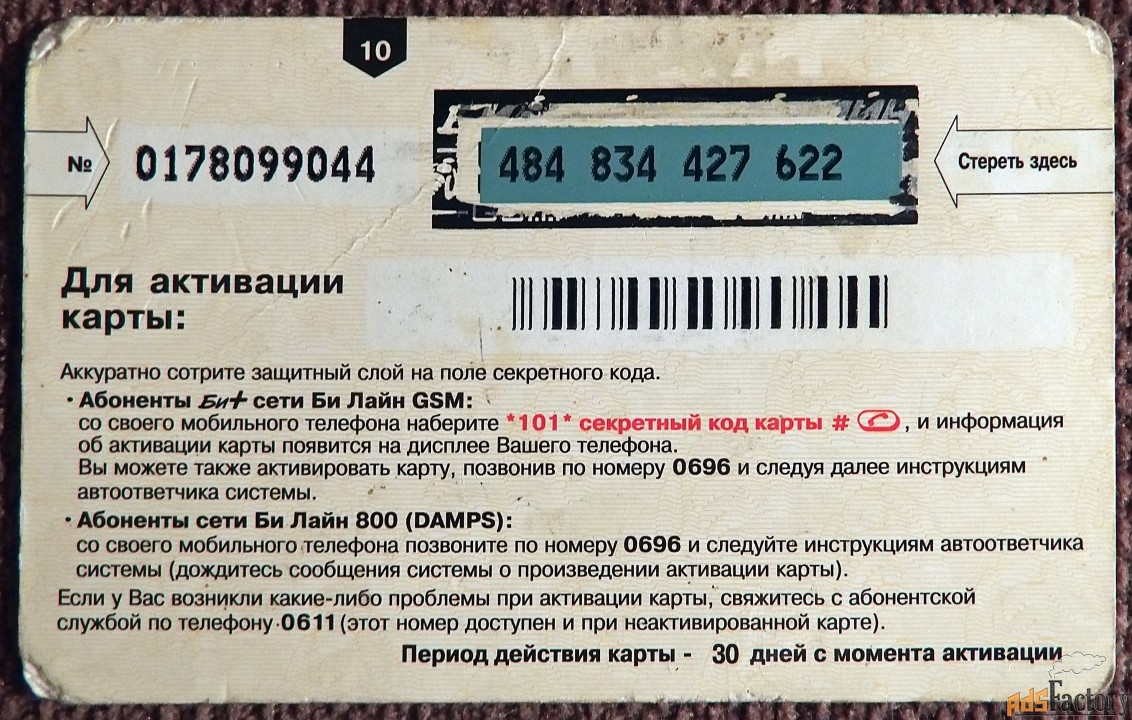 10
№ 0178099044 484 834 427 622 Стереть здесь
Для активации
карты:
Аккуратно сотрите защитный слой на поле секретного кода.
· Абоненты Би+ сети Би Лайн GSM:
со своего мобильного телефона наберите *101* секретный код карты #, и информация
об активации карты появится на дисплее Вашего телефона.
Вы можете также активировать карту, позвонив по номеру 0696 и следуя далее инструкциям
автоответчика системы.
· Абоненты сети Би Лайн 800 (DAMPS):
со своего мобильного телефона позвоните по номеру 0696 и следуйте инструкциям автоответчика
системы (дождитесь сообщения системы о произведении активации карты).
Если у Вас возникли какие-либо проблемы при активации карты, свяжитесь с абонентской
службой по телефону 0611 (этот номер доступен и при неактивированной карте).
Период действия карты - 30 дней с момента активации
AdsFactory